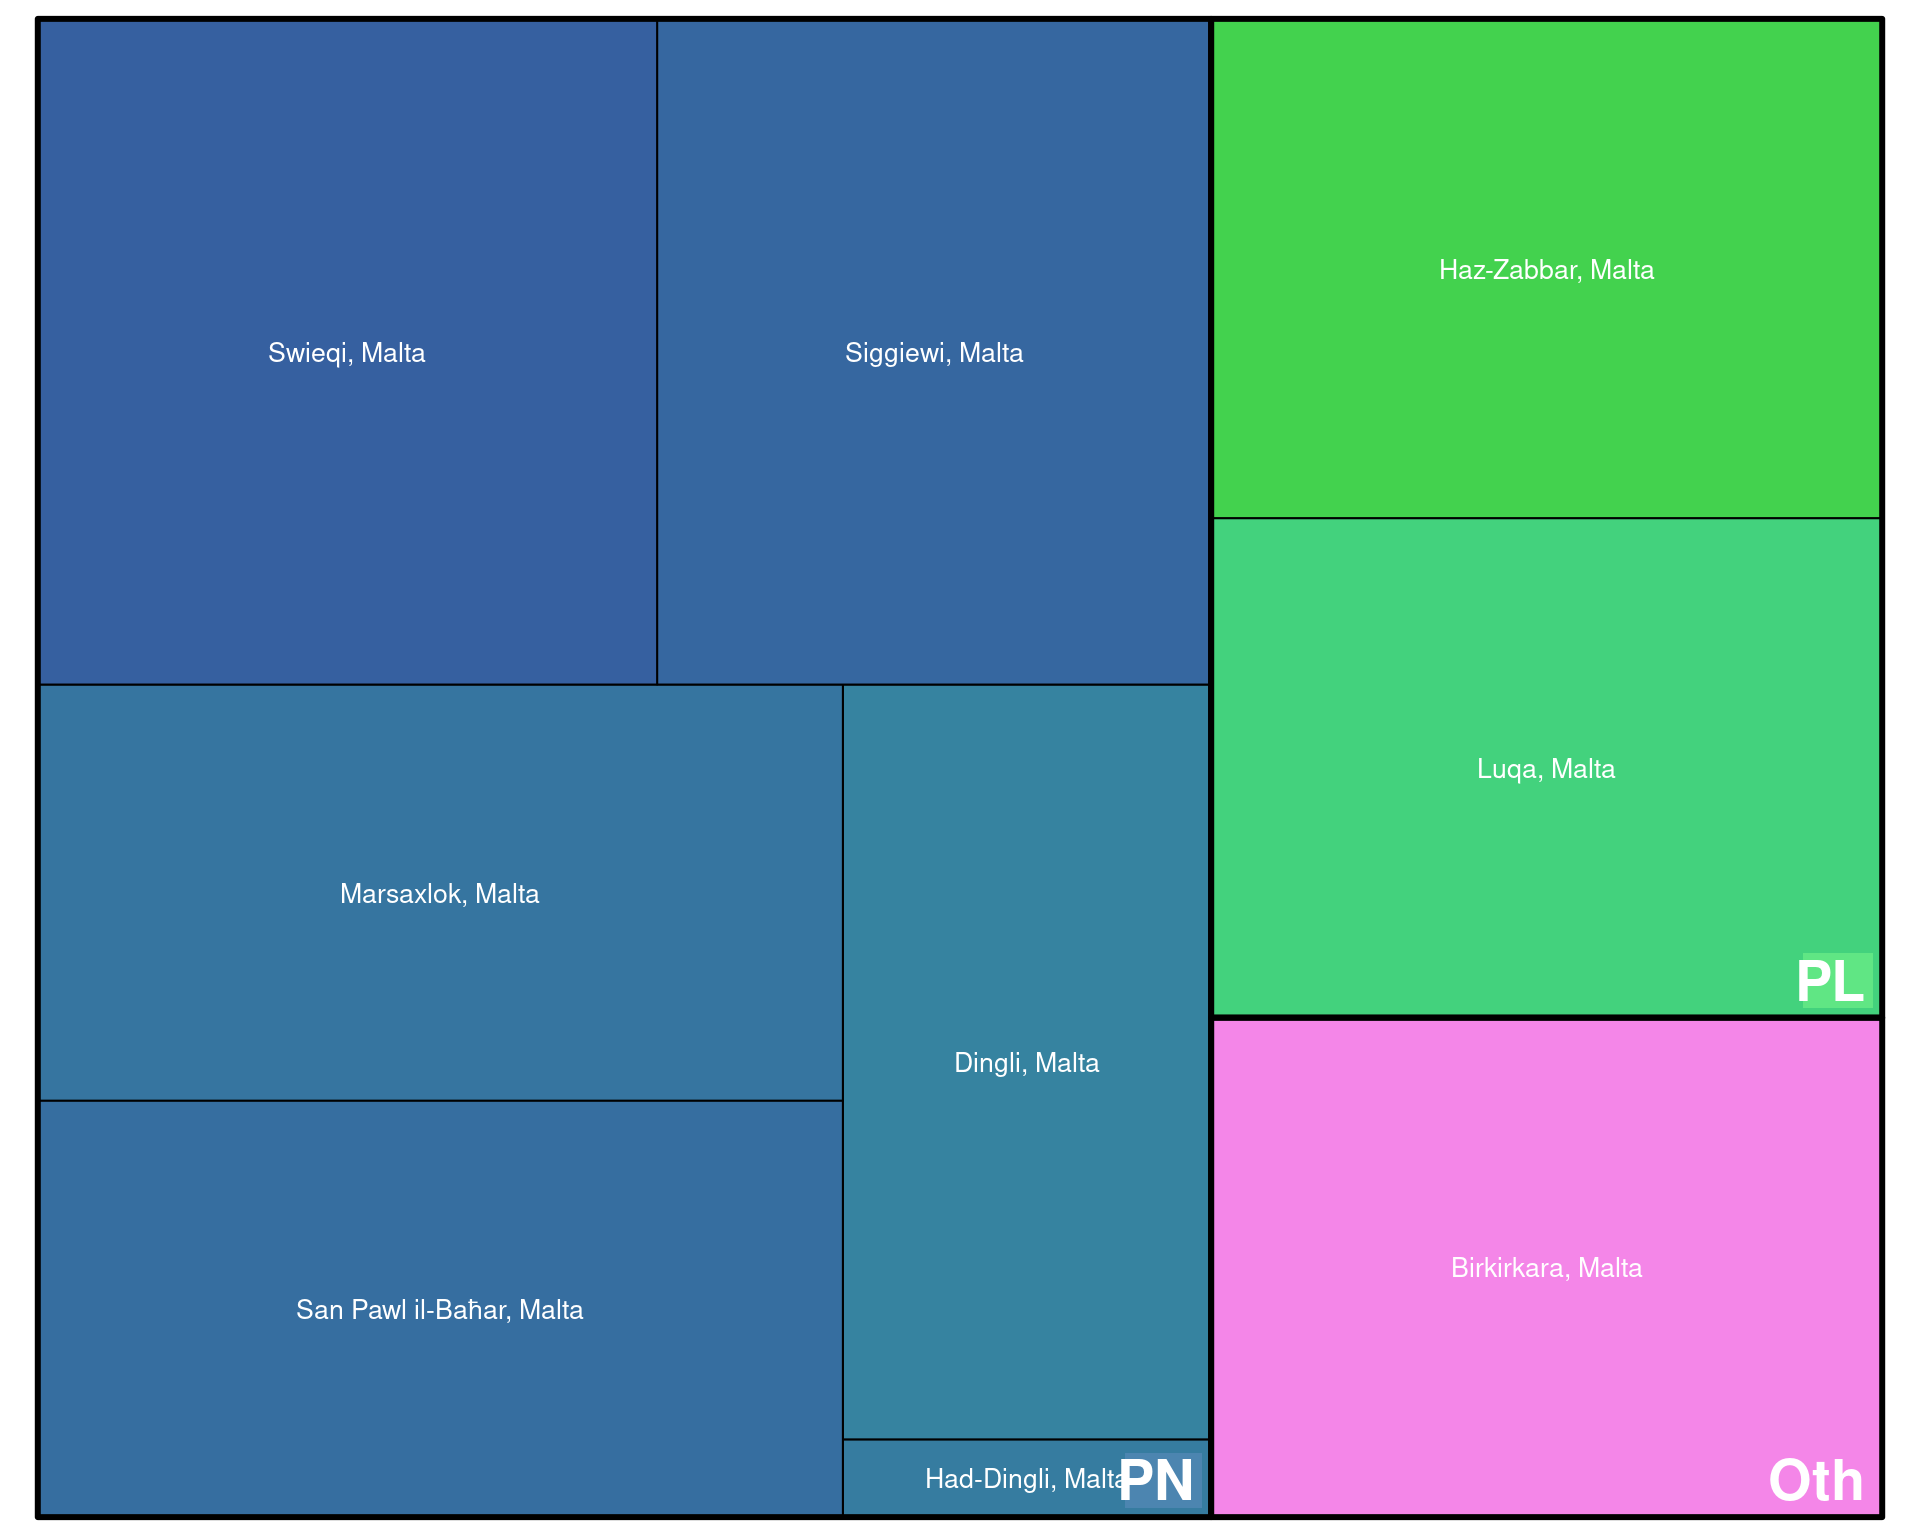 Swieqi, Malta
Siggiewi, Malta
Haz-Zabbar, Malta
Luqa, Malta
PL
Marsaxlok, Malta
Dingli, Malta
San Pawl il-Baħar, Malta
Had-Dingli, Malta
PN
Birkirkara, Malta
Oth